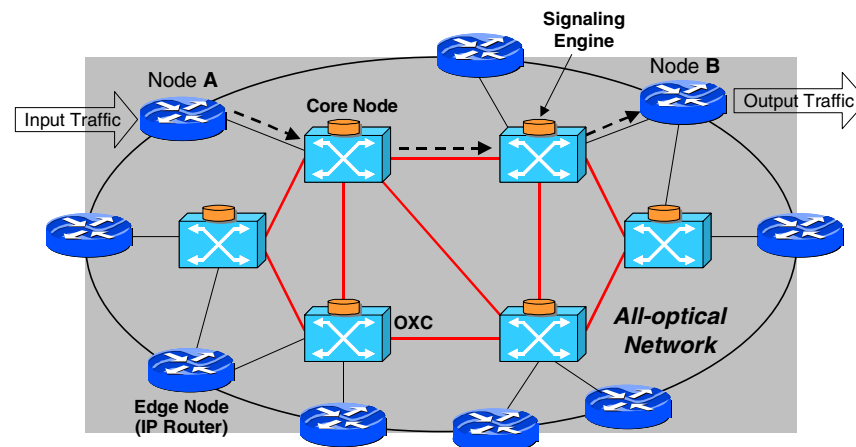 Signaling
Engine
Node A
Node B
Input Traffic
Core Node
Output Traffic
OXC
All-optical
Network
Edge Node
(IP Router)